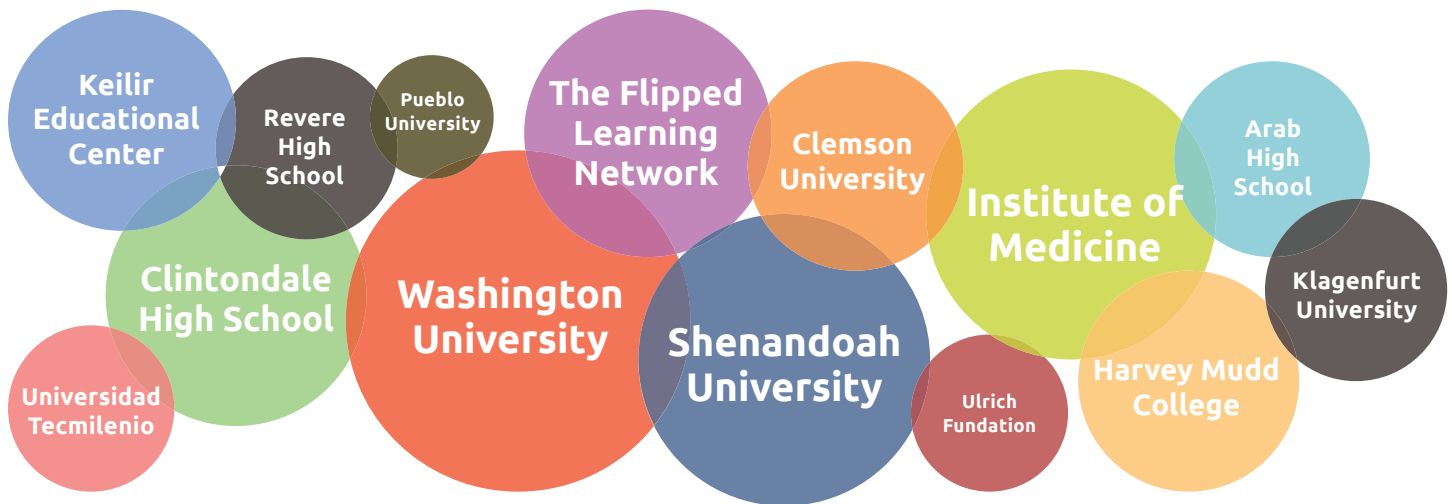 Keilir
Educational
Center
Revere
High
School
Pueblo
University
The Flipped
Learning
Network
Clemson
University
Institute of
Medicine
Arab
High
School
Clintondale
High School
Washington
University
Shenandoah
University
Klagenfurt
University
Universidad
Tecmilenio
Ulrich
Fundation
Harvey Mudd
College